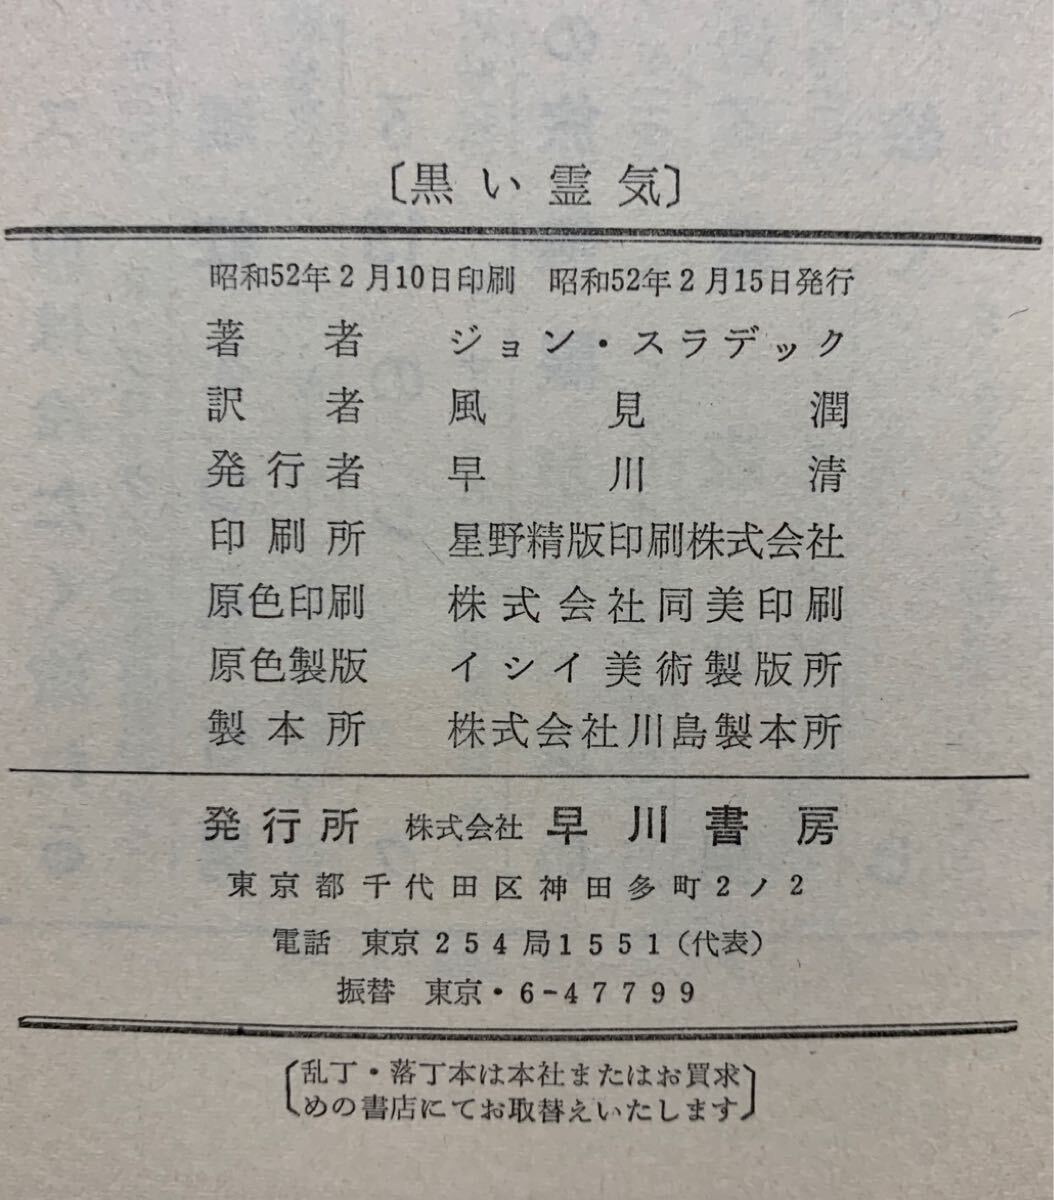 〔黒い霊気〕
昭和52年2月10日印刷　昭和52年2月15日発行
著者　ジョン・スラデック
訳者　風見潤
発行者　早川清
印刷所　星野精版印刷株式会社
原色印刷　株式会社同美印刷
原色製版　イシイ美術製版所
製本所　株式会社川島製本所
発行所　株式会社　早川書房
東京都千代田区神田多町2ノ2
電話　東京254局1551（代表）
振替　東京・6-47799
〔乱丁・落丁本は本社またはお買求
めの書店にてお取替えいたします〕